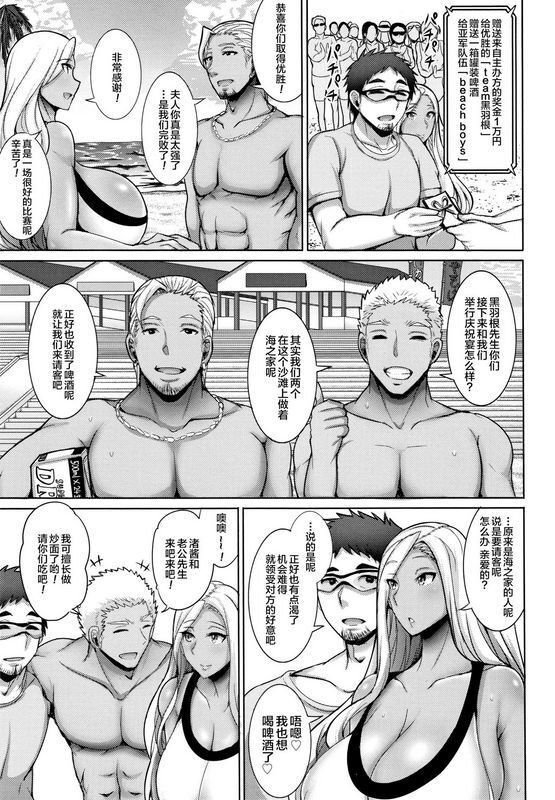 赠送来自主办方的奖金1万円
给优胜的「team黑羽根」
赠送一箱罐装啤酒
给亚军队伍「beach boys」
パチ
パチ
パチ
恭喜你们取得优胜
非常感谢！
夫人你真是太强了
…是我们完败了
真是一场很好的比赛呢
辛苦了！
黑羽根先生你们
接下来和我们
举行庆祝宴怎么样？
其实我们两个
在这个沙滩上做着
海之家呢
正好也收到了啤酒呢
就让我们来请客吧
500ml×24
…原来是海之家的人呢
说是要请客呢
怎么办 亲爱的？
…说的是呢
正好也有点渴了
机会难得
就领受对方的好意吧
唔嗯♡
我也想
喝啤酒了♡
噢噢~~！
渚酱和
老公先生
来吧来吧！
我可擅长做
炒面了哟！
请你们吃吧！